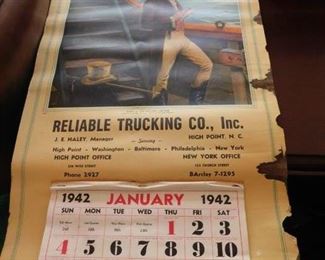 RELIABLE TRUCKING CO., Inc.
J. E. HALEY, Manager
HIGH POINT, N. C.
Serving
High Point - Washington - Baltimore - Philadelphia - New York
HIGH POINT OFFICE
NEW YORK OFFICE
Phone 2927
BArclay 7-1295
1942 JANUARY 1942
SUN MON TUE WED THU FRI SAT
1 2 3
4 5 6 7 8 9 10